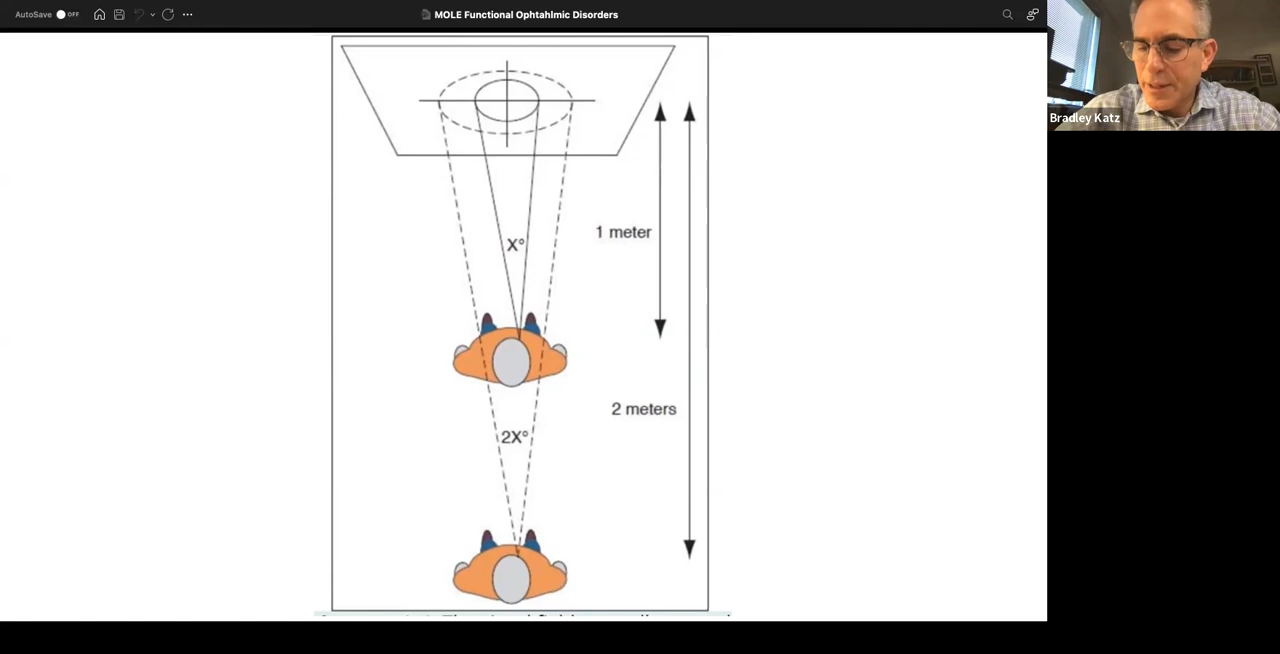 AutoSave OFF
MOLE Functional Ophtahlmic Disorders
Bradley Katz
1 meter
X°
2 meters
2X°